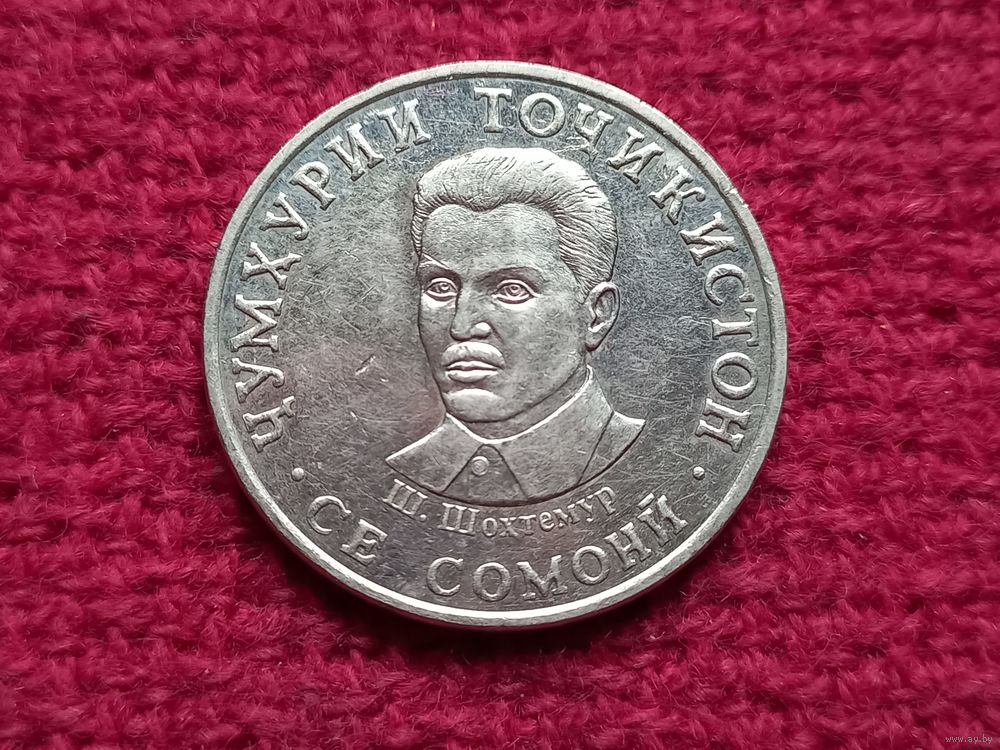 ҶУМҲУРИИ ТОҶИКИСТОН
Ш. Шохтемур
· СЕ СОМОНӢ ·
www.ay.by